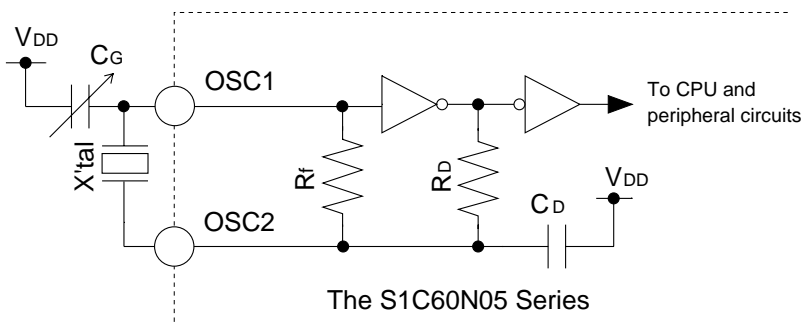 VDD
CG
OSC1
To CPU and
peripheral circuits
X'tal
Rf
RD
VDD
CD
OSC2
The S1C60N05 Series